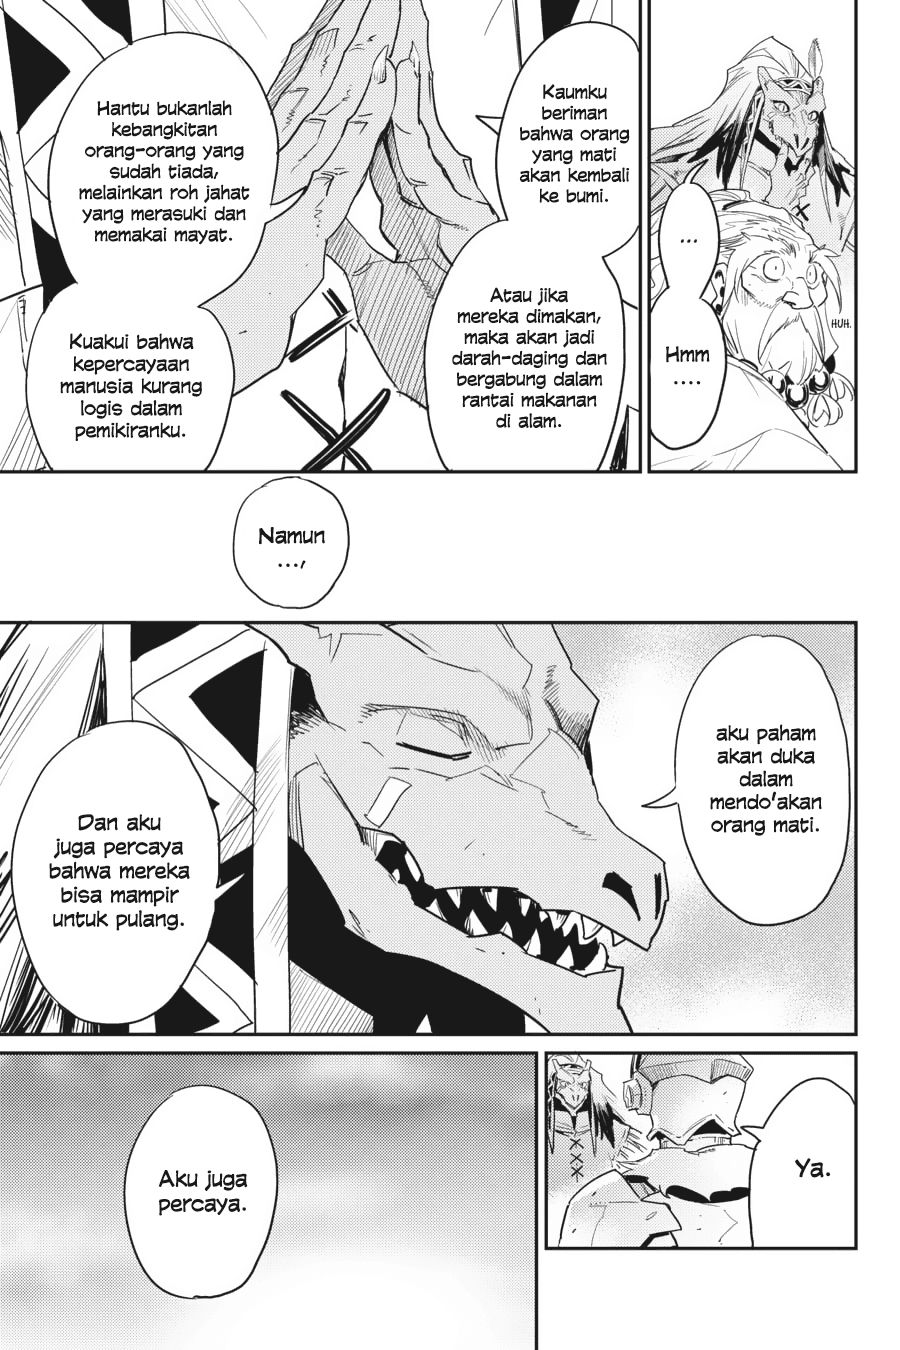 ...
Hmm
....
HUH.
Kaumku
beriman
bahwa orang
yang mati
akan kembali
ke bumi.
Atau jika
mereka dimakan,
maka akan jadi
darah-daging dan
bergabung dalam
rantai makanan
di alam.
Hantu bukanlah
kebangkitan
orang-orang yang
sudah tiada,
melainkan roh jahat
yang merasuki dan
memakai mayat.
Kuakui bahwa
kepercayaan
manusia kurang
logis dalam
pemikiranku.
Namun
...,
aku paham
akan duka
dalam
mendo'akan
orang mati.
Dan aku
juga percaya
bahwa mereka
bisa mampir
untuk pulang.
Ya.
Aku juga
percaya.